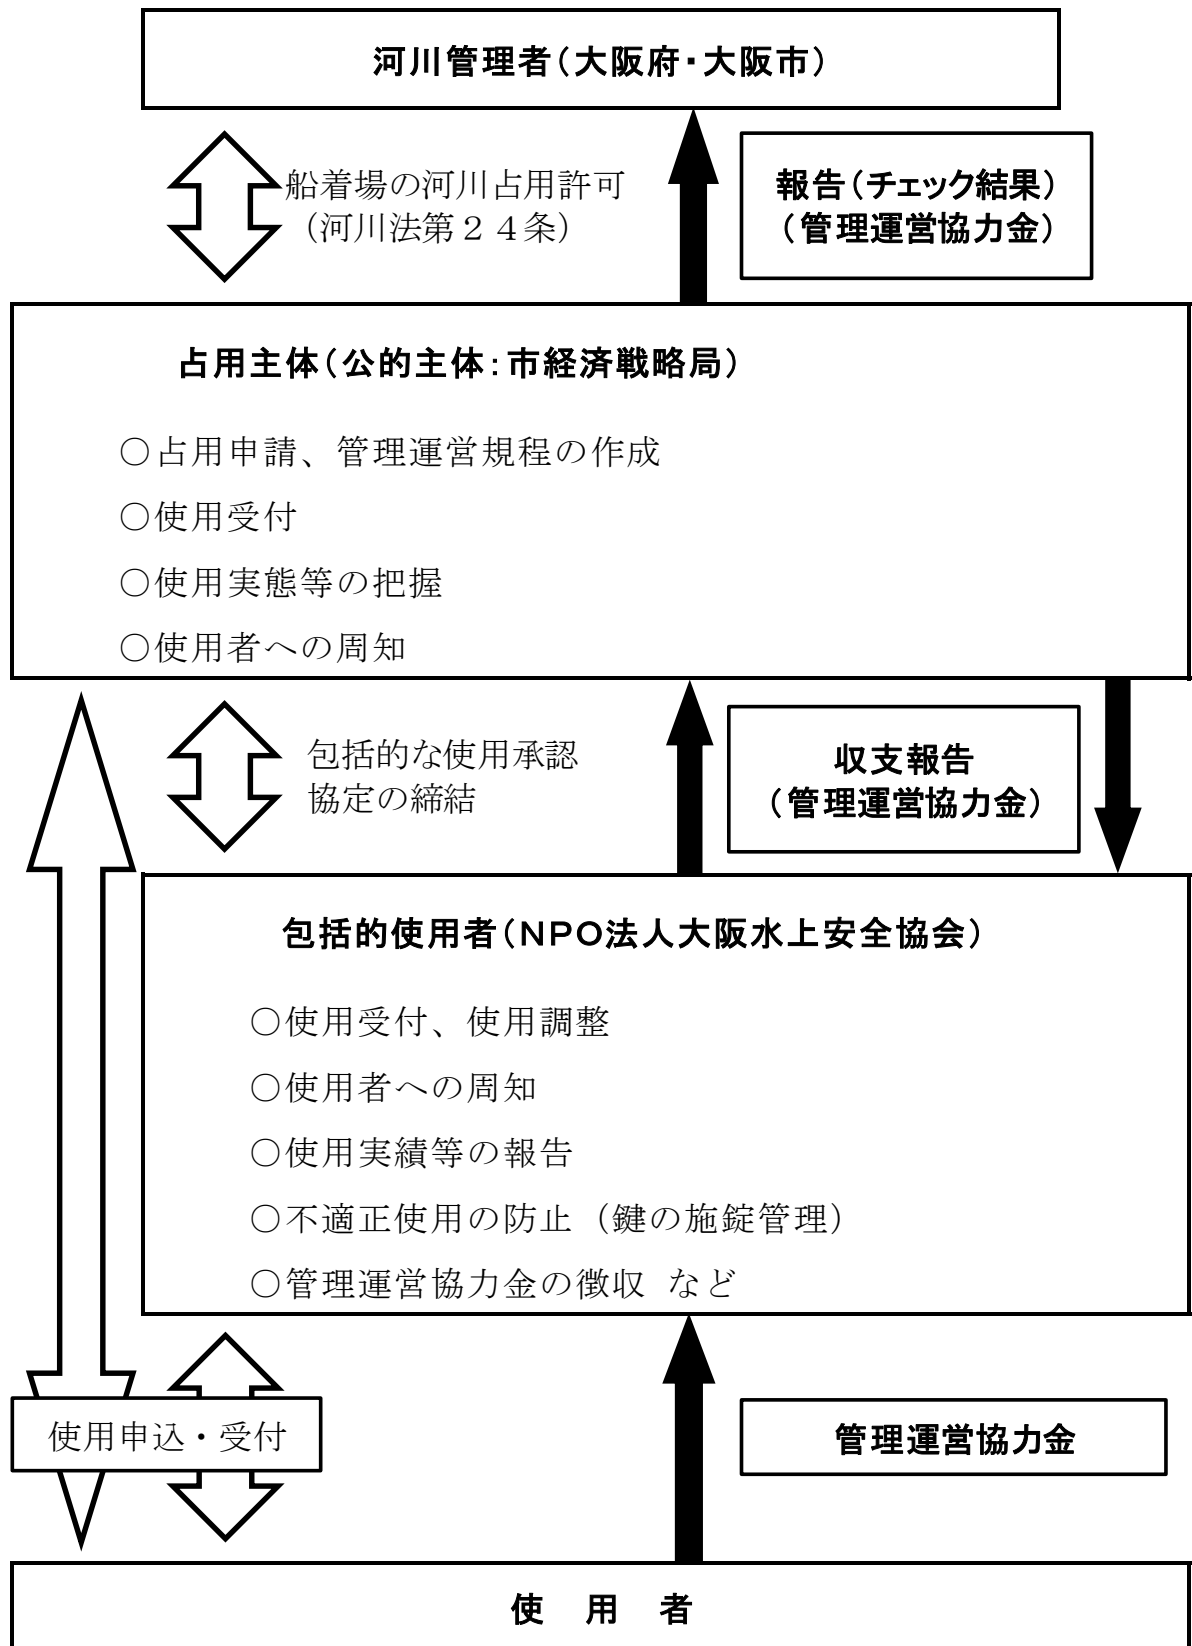 河川管理者（大阪府・大阪市）
船着場の河川占用許可
（河川法第２４条）
報告（チェック結果）
（管理運営協力金）
占用主体（公的主体：市経済戦略局）
○占用申請、管理運営規程の作成
○使用受付
○使用実態等の把握
○使用者への周知
包括的な使用承認
協定の締結
収支報告
（管理運営協力金）
包括的使用者（ＮＰＯ法人大阪水上安全協会）
○使用受付、使用調整
○使用者への周知
○使用実績等の報告
○不適正使用の防止（鍵の施錠管理）
○管理運営協力金の徴収 など
使用申込・受付
管理運営協力金
使　用　者